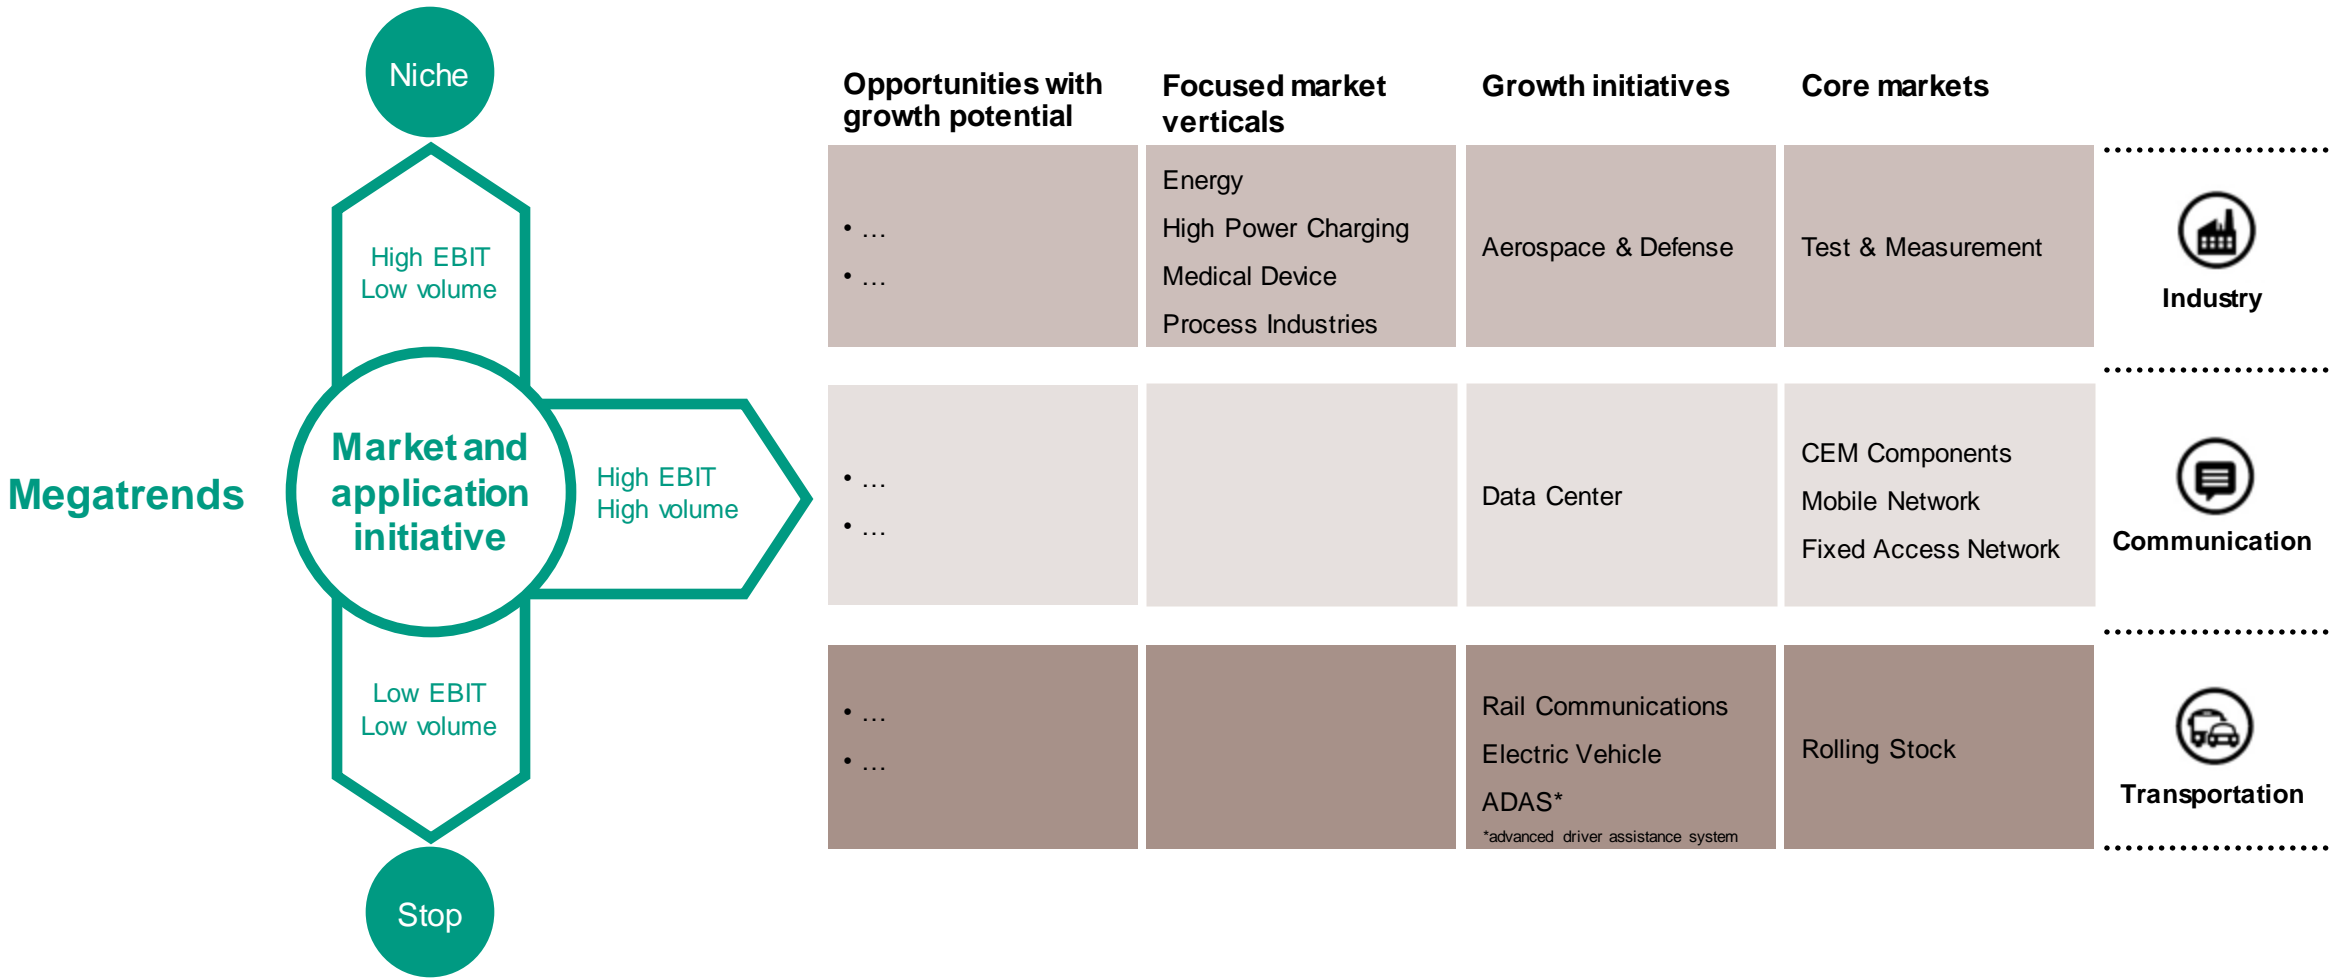 Niche
High EBIT
Low volume
Megatrends
Market and
application
initiative
High EBIT
High volume
Low EBIT
Low volume
Stop
Opportunities with
growth potential
Focused market
verticals
Growth initiatives
Core markets
• …
• …
Energy
High Power Charging
Medical Device
Process Industries
Aerospace & Defense
Test & Measurement
Industry
• …
• …
Data Center
CEM Components
Mobile Network
Fixed Access Network
Communication
• …
• …
Rail Communications
Electric Vehicle
ADAS*
*advanced driver assistance system
Rolling Stock
Transportation